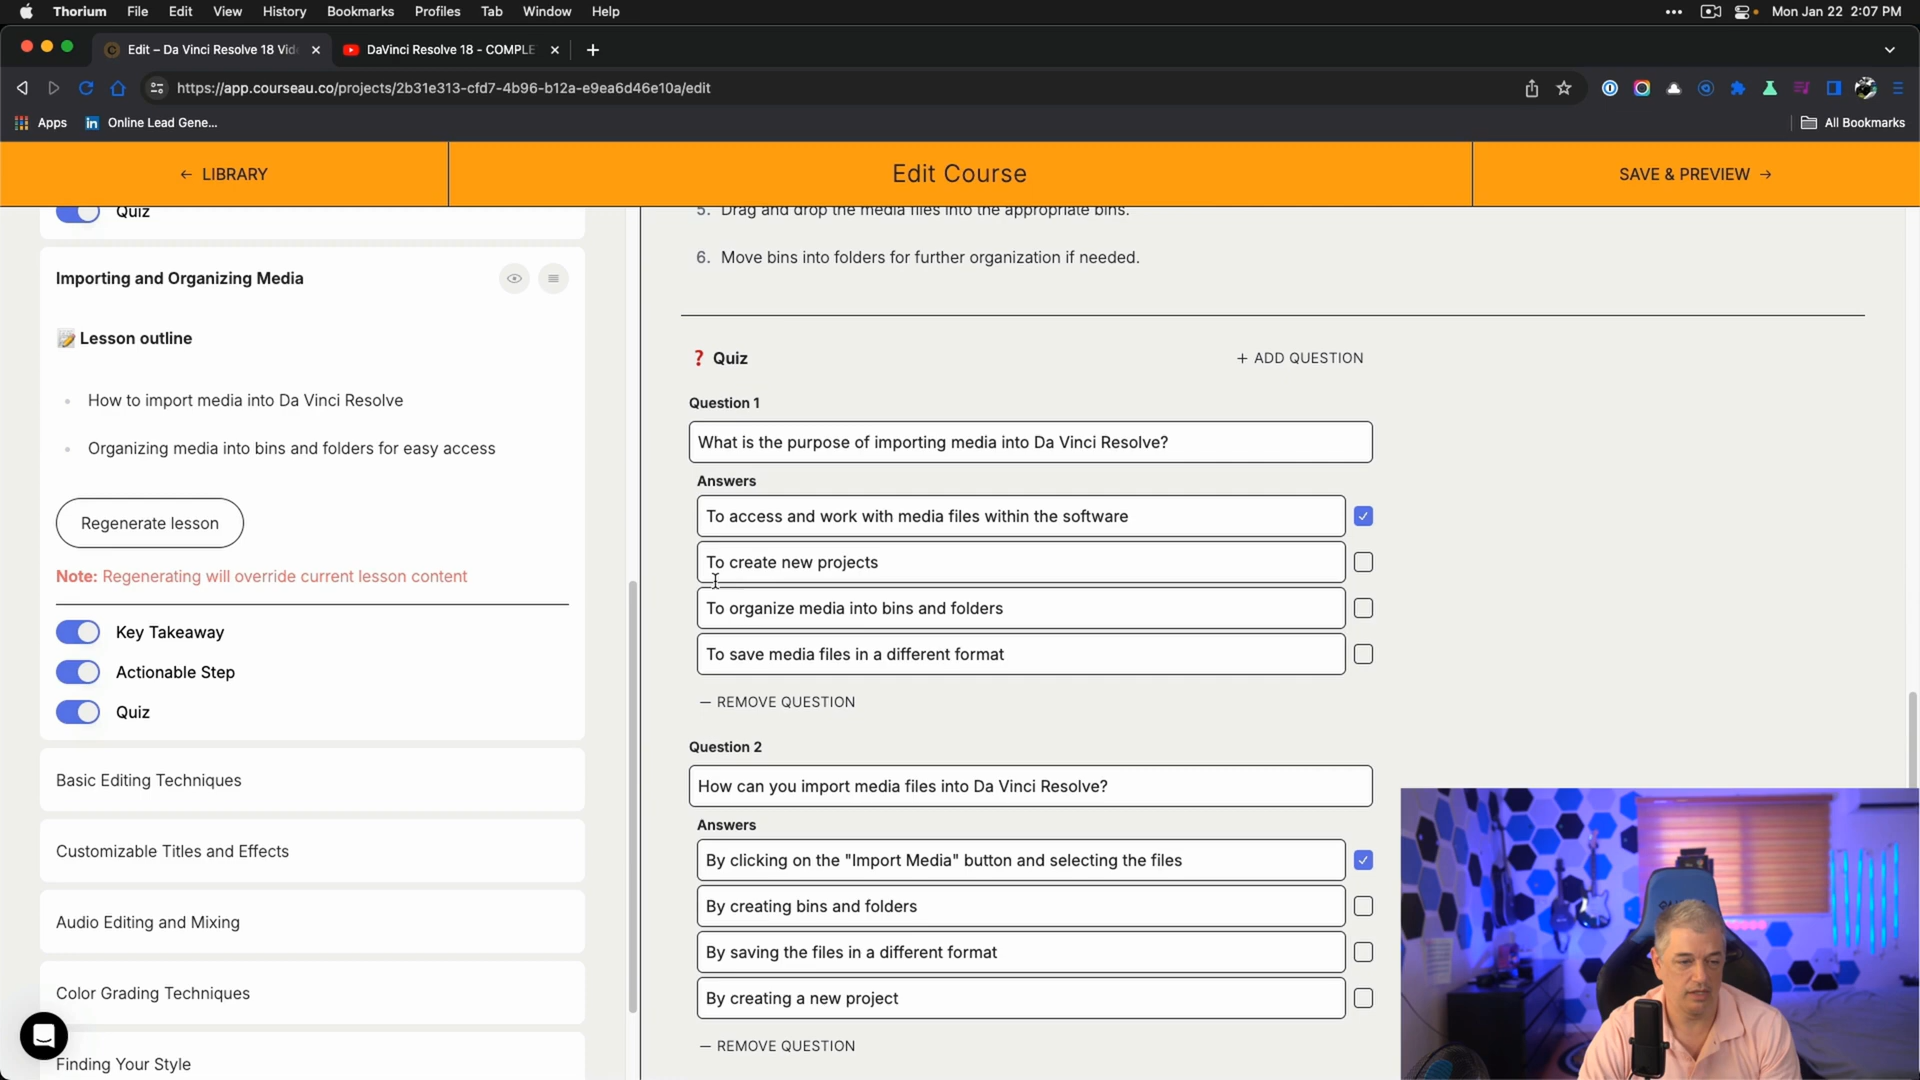 Thorium File Edit View History Bookmarks Profiles Tab Window Help
Mon Jan 22 2:07 PM
Edit – Da Vinci Resolve 18 Vid
DaVinci Resolve 18 - COMPLE
https://app.courseau.co/projects/2b31e313-cfd7-4b96-b12a-e9ea6d46e10a/edit
Apps
Online Lead Gene...
All Bookmarks
← LIBRARY
Edit Course
SAVE & PREVIEW →
Quiz
Importing and Organizing Media
Lesson outline
How to import media into Da Vinci Resolve
Organizing media into bins and folders for easy access
Regenerate lesson
Note: Regenerating will override current lesson content
Key Takeaway
Actionable Step
Quiz
Basic Editing Techniques
Customizable Titles and Effects
Audio Editing and Mixing
Color Grading Techniques
Finding Your Style
5. Drag and drop the media files into the appropriate bins.
6. Move bins into folders for further organization if needed.
❓ Quiz
+ ADD QUESTION
Question 1
What is the purpose of importing media into Da Vinci Resolve?
Answers
To access and work with media files within the software
To create new projects
To organize media into bins and folders
To save media files in a different format
— REMOVE QUESTION
Question 2
How can you import media files into Da Vinci Resolve?
Answers
By clicking on the "Import Media" button and selecting the files
By creating bins and folders
By saving the files in a different format
By creating a new project
— REMOVE QUESTION